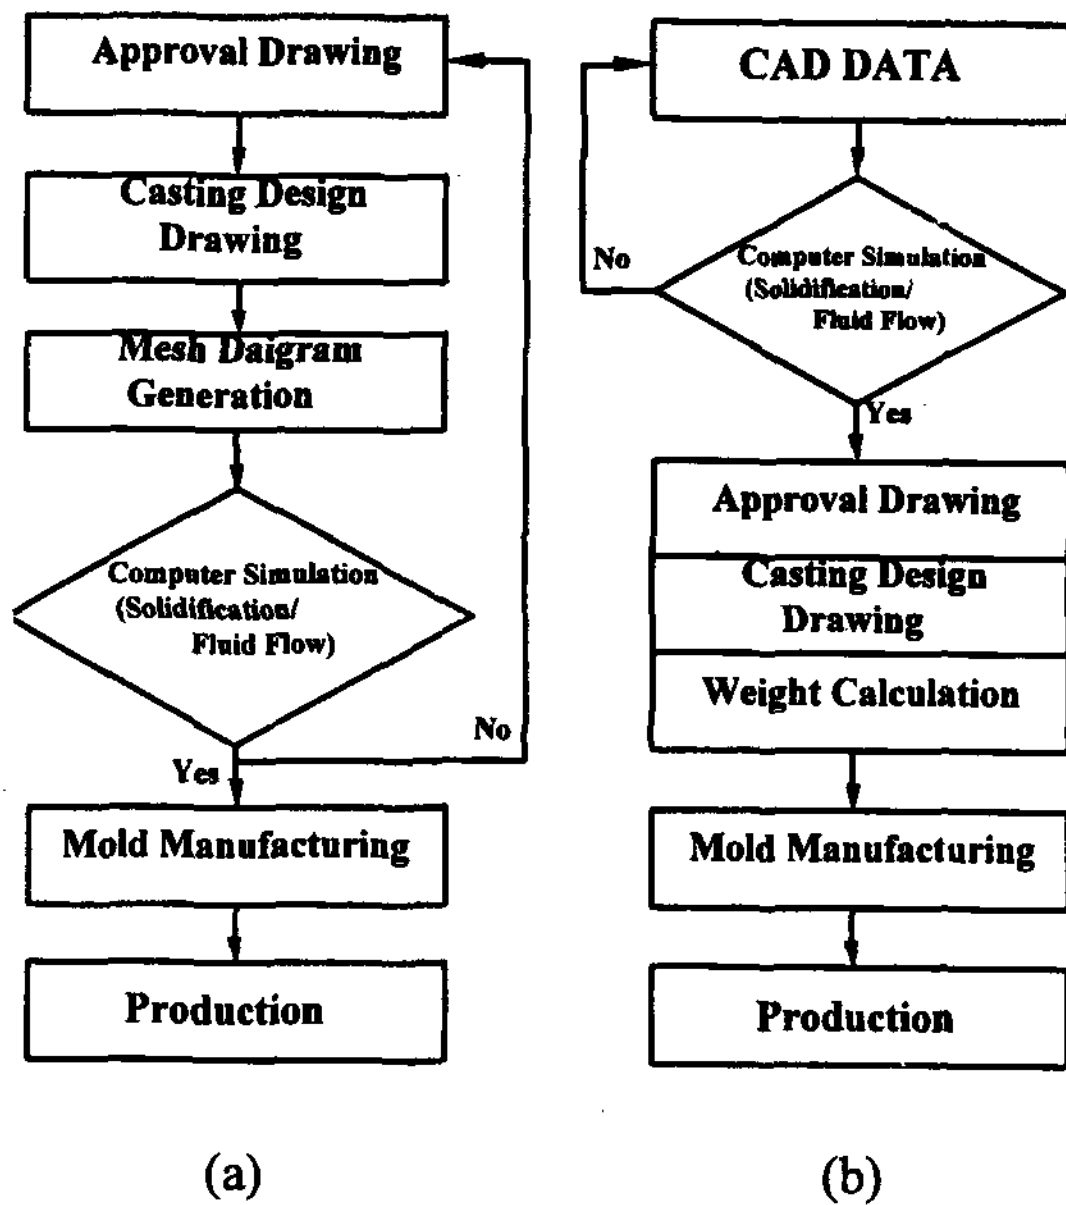 Approval Drawing
Casting Design
Drawing
Mesh Daigram
Generation
Computer Simulation
(Solidification/
Fluid Flow)
No
Yes
Mold Manufacturing
Production
(a)
CAD DATA
No
Computer Simulation
(Solidification/
Fluid Flow)
Yes
Approval Drawing
Casting Design
Drawing
Weight Calculation
Mold Manufacturing
Production
(b)